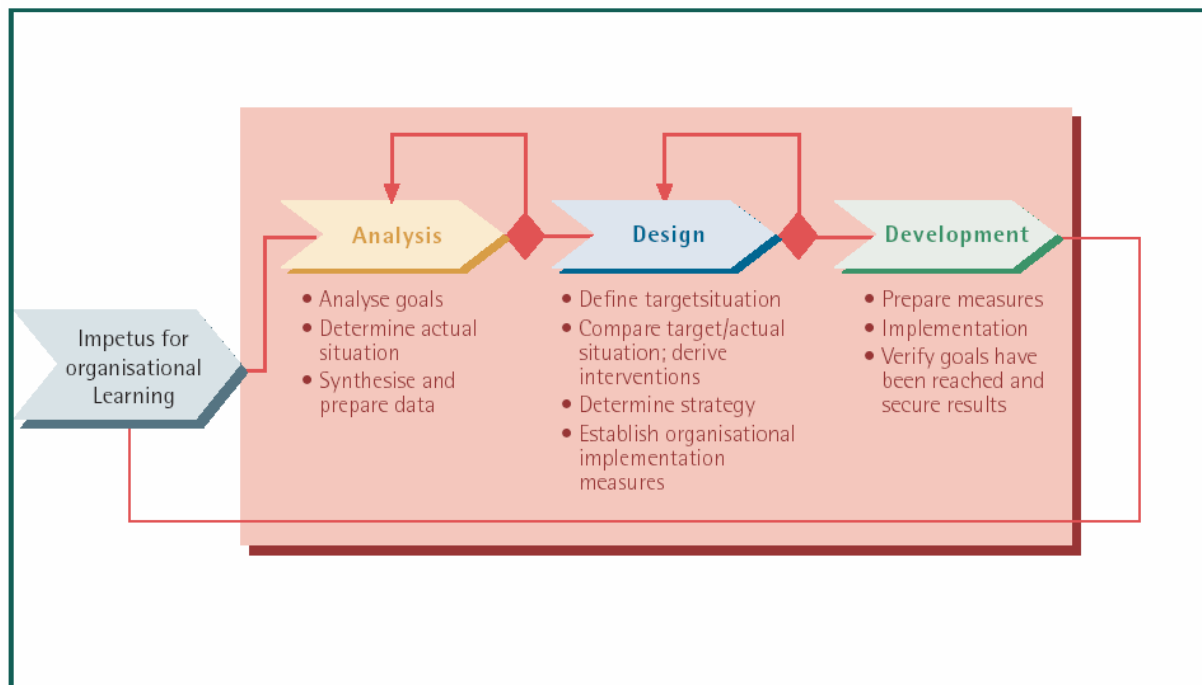 Impetus for
organisational
Learning
Analysis
• Analyse goals
• Determine actual
situation
• Synthesise and
prepare data
Design
• Define targetsituation
• Compare target/actual
situation; derive
interventions
• Determine strategy
• Establish organisational
implementation
measures
Development
• Prepare measures
• Implementation
• Verify goals have
been reached and
secure results